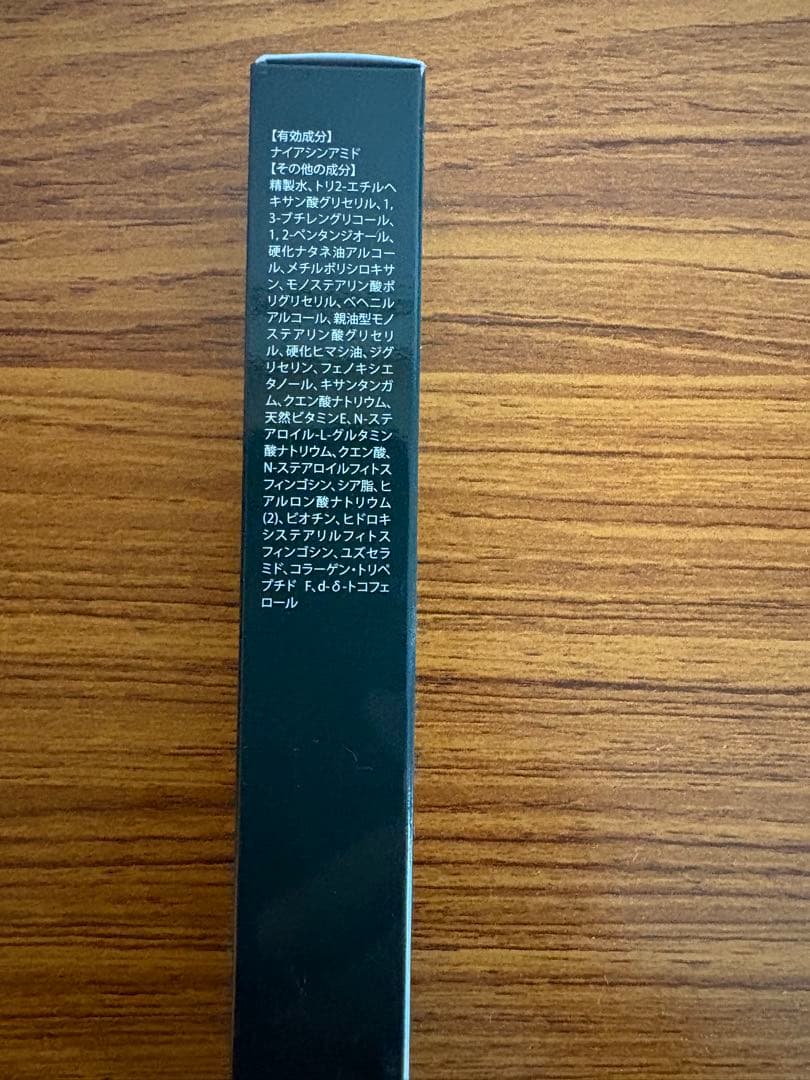 【有効成分】
ナイアシンアミド
【その他の成分】
精製水、トリ2-エチルヘ
キサン酸グリセリル、1,
3-ブチレングリコール、
1, 2-ペンタンジオール、
硬化ナタネ油アルコー
ル、メチルポリシロキサ
ン、モノステアリン酸ポ
リグリセリル、ベヘニル
アルコール、親油型モノ
ステアリン酸グリセリ
ル、硬化ヒマシ油、ジグ
リセリン、フェノキシエ
タノール、キサンタンガ
ム、クエン酸ナトリウム、
天然ビタミンE、N-ステ
アロイル-L-グルタミン
酸ナトリウム、クエン酸、
N-ステアロイルフィトス
フィンゴシン、シア脂、ヒ
アルロン酸ナトリウム
(2)、ビオチン、ヒドロキ
システアリルフィトス
フィンゴシン、ユズセラ
ミド、コラーゲン・トリペ
プチド F、d-δ-トコフェ
ロール